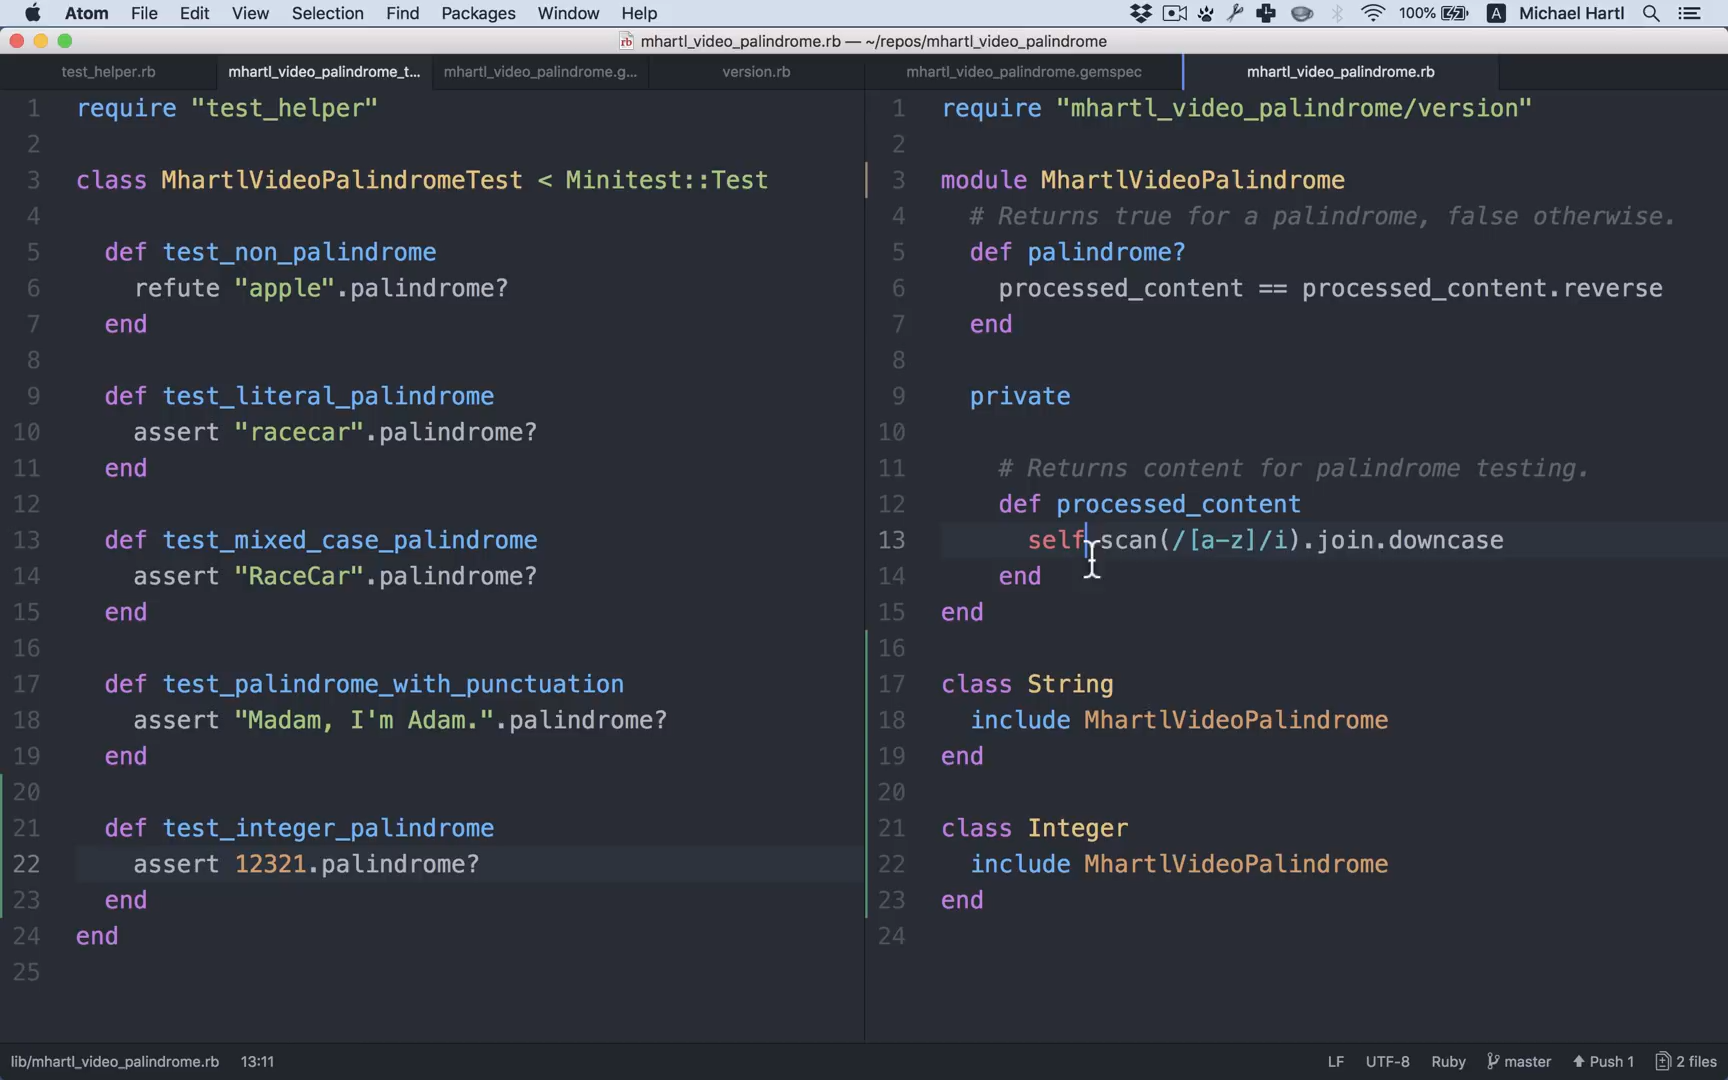 Atom File Edit View Selection Find Packages Window Help 100% A Michael Hartl
mhartl_video_palindrome.rb — ~/repos/mhartl_video_palindrome
test_helper.rb mhartl_video_palindrome_t... mhartl_video_palindrome.g... version.rb mhartl_video_palindrome.gemspec mhartl_video_palindrome.rb
1 require "test_helper"
2
3 class MhartlVideoPalindromeTest < Minitest::Test
4
5 def test_non_palindrome
6 refute "apple".palindrome?
7 end
8
9 def test_literal_palindrome
10 assert "racecar".palindrome?
11 end
12
13 def test_mixed_case_palindrome
14 assert "RaceCar".palindrome?
15 end
16
17 def test_palindrome_with_punctuation
18 assert "Madam, I'm Adam.".palindrome?
19 end
20
21 def test_integer_palindrome
22 assert 12321.palindrome?
23 end
24 end
25
1 require "mhartl_video_palindrome/version"
2
3 module MhartlVideoPalindrome
4 # Returns true for a palindrome, false otherwise.
5 def palindrome?
6 processed_content == processed_content.reverse
7 end
8
9 private
10
11 # Returns content for palindrome testing.
12 def processed_content
13 self.scan(/[a-z]/i).join.downcase
14 end
15 end
16
17 class String
18 include MhartlVideoPalindrome
19 end
20
21 class Integer
22 include MhartlVideoPalindrome
23 end
24
lib/mhartl_video_palindrome.rb 13:11 LF UTF-8 Ruby master Push 1 2 files